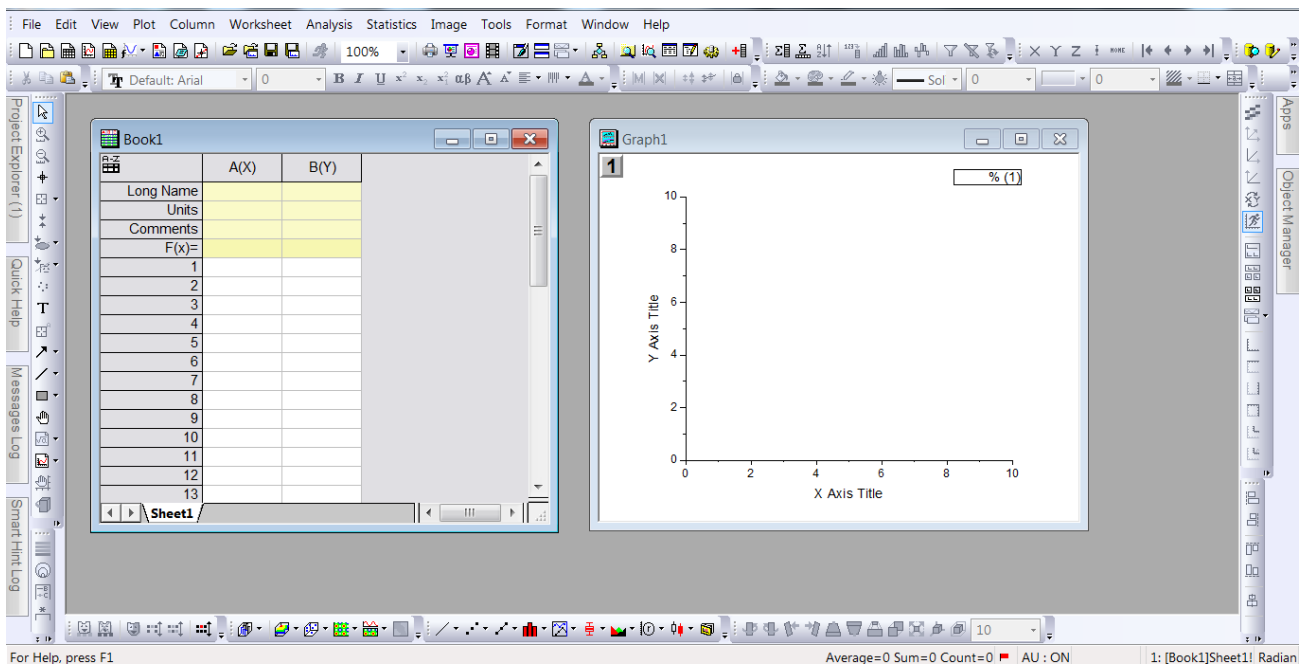 File Edit View Plot Column Worksheet Analysis Statistics Image Tools Format Window Help
100%
X Y Z
Default: Arial 0 B I U αβ A A Sol 0 0
Project Explorer (1)
Quick Help
Messages Log
Smart Hint Log
Apps
Object Manager
T
Book1
A(X) B(Y)
Long Name
Units
Comments
F(x)=
1
2
3
4
5
6
7
8
9
10
11
12
13
Sheet1
Graph1
1
% (1)
10
8
6
4
2
0
Y Axis Title
0 2 4 6 8 10
X Axis Title
10
For Help, press F1 Average=0 Sum=0 Count=0 AU : ON 1: [Book1]Sheet1! Radian